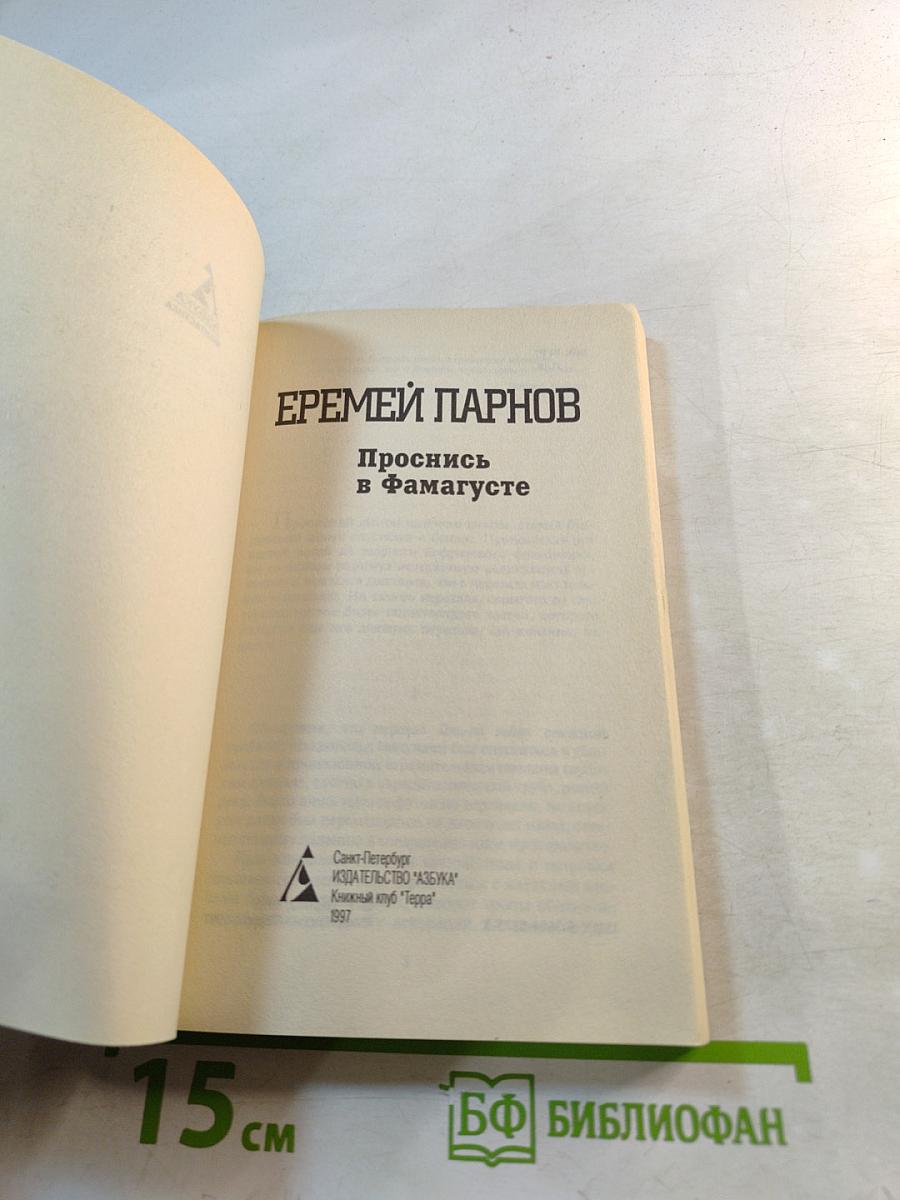 ЕРЕМЕЙ ПАРНОВ
Проснись
в Фамагусте
Санкт-Петербург
ИЗДАТЕЛЬСТВО "АЗБУКА"
Книжный клуб "Терра"
1997
15 см
БФ БИБЛИОФАН